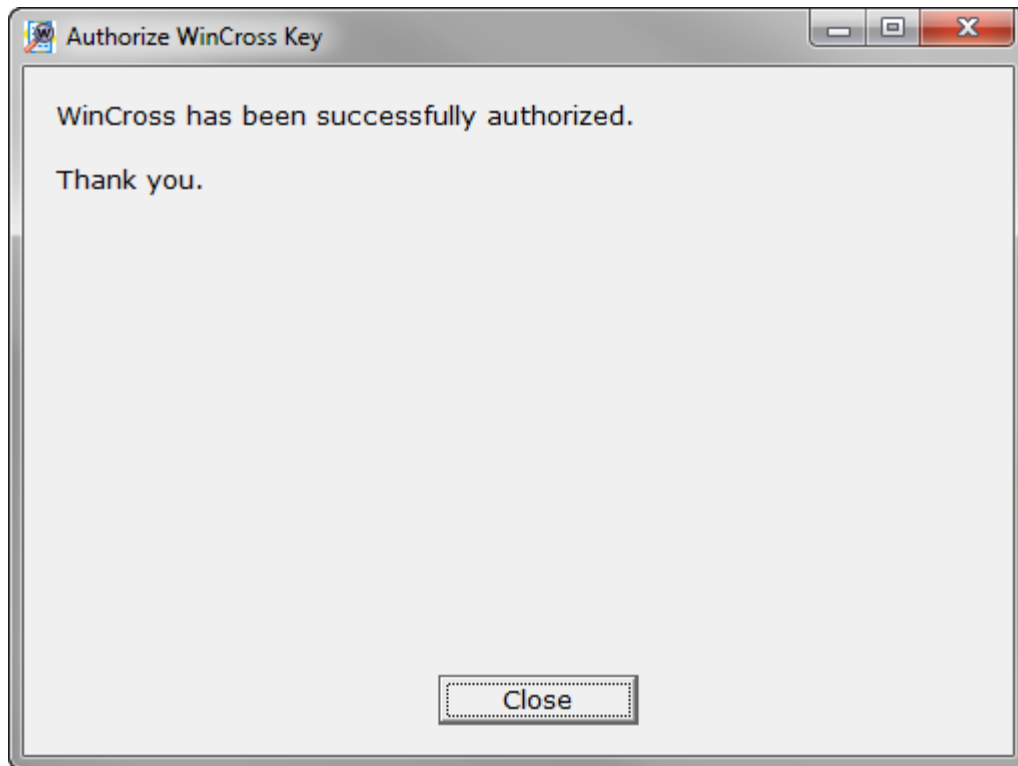 Authorize WinCross Key
WinCross has been successfully authorized.
Thank you.
Close